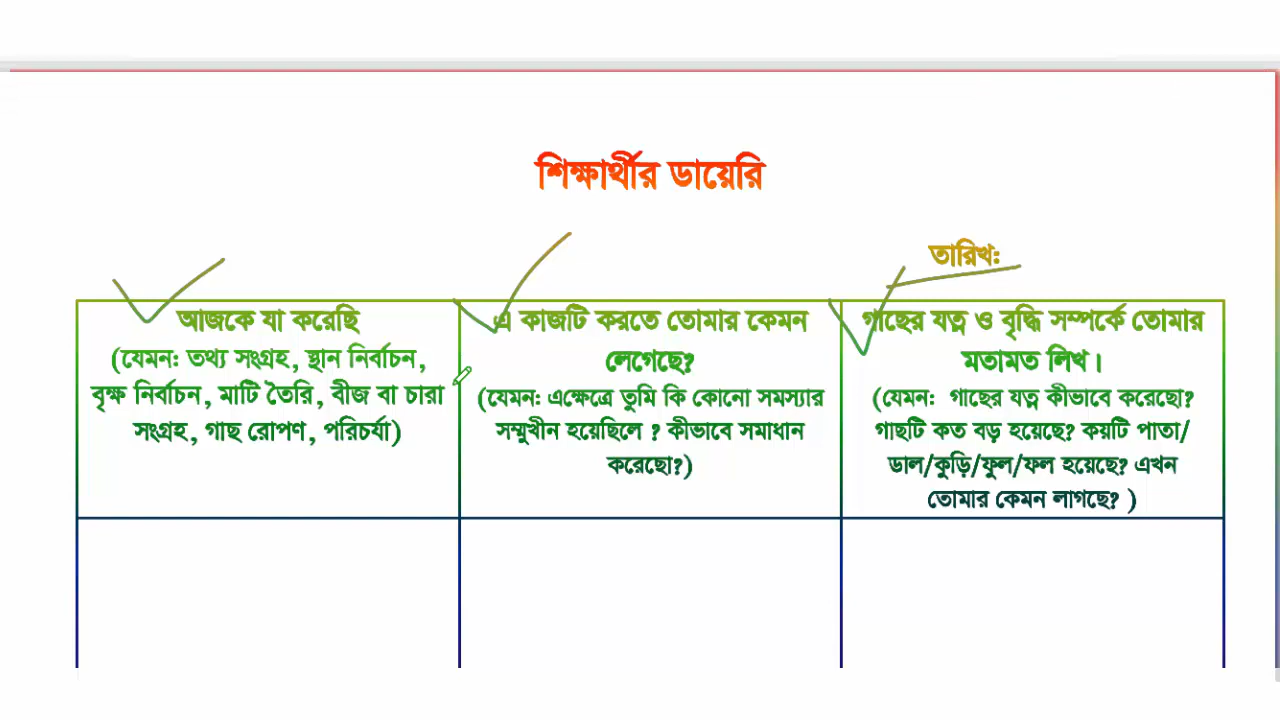 শিক্ষার্থীর ডায়েরি
তারিখ:
আজকে যা করেছি
(যেমন: তথ্য সংগ্রহ, স্থান নির্বাচন,
বৃক্ষ নির্বাচন, মাটি তৈরি, বীজ বা চারা
সংগ্রহ, গাছ রোপণ, পরিচর্যা)
এ কাজটি করতে তোমার কেমন
লেগেছে?
(যেমন: এক্ষেত্রে তুমি কি কোনো সমস্যার
সম্মুখীন হয়েছিলে ? কীভাবে সমাধান
করেছো?)
গাছের যত্ন ও বৃদ্ধি সম্পর্কে তোমার
মতামত লিখ।
(যেমন: গাছের যত্ন কীভাবে করেছো?
গাছটি কত বড় হয়েছে? কয়টি পাতা/
ডাল/কুড়ি/ফুল/ফল হয়েছে? এখন
তোমার কেমন লাগছে? )